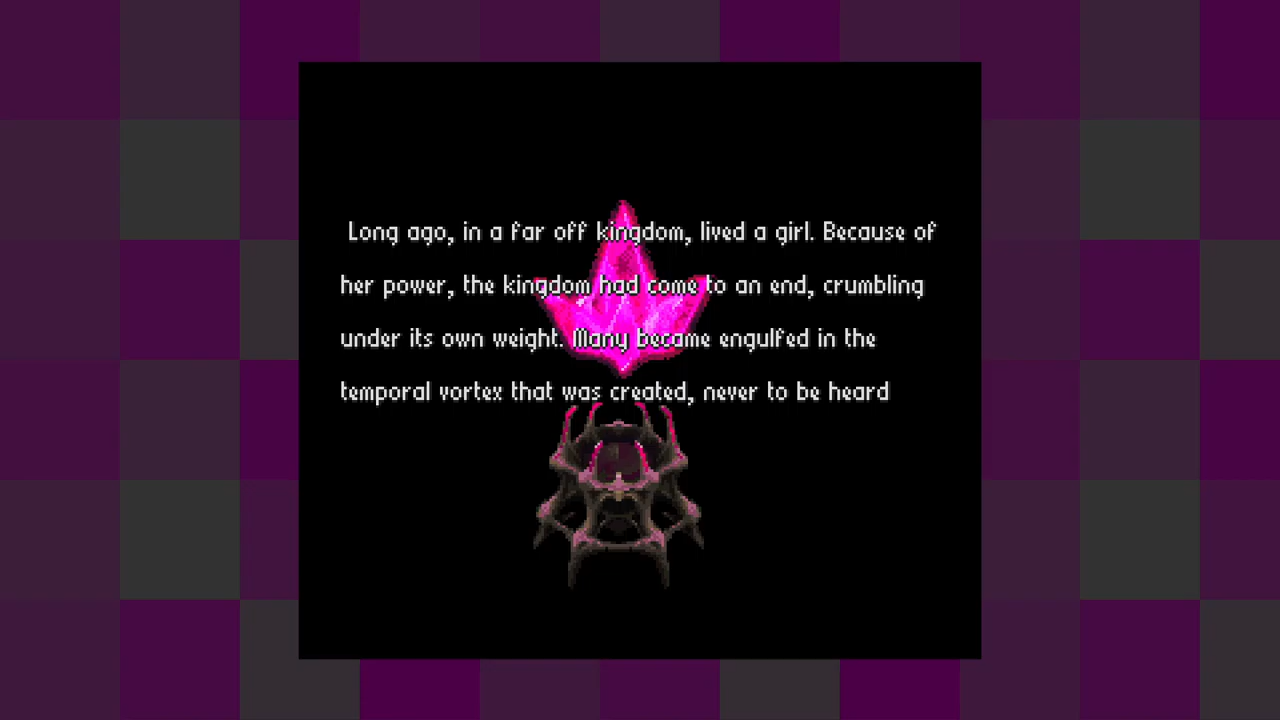 Long ago, in a far off kingdom, lived a girl. Because of
her power, the kingdom had come to an end, crumbling
under its own weight. Many became engulfed in the
temporal vortex that was created, never to be heard